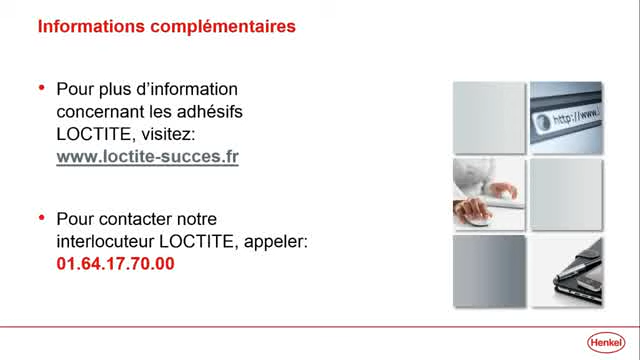 Informations complémentaires
• Pour plus d’information
concernant les adhésifs
LOCTITE, visitez:
www.loctite-succes.fr
http://www.
• Pour contacter notre
interlocuteur LOCTITE, appeler:
01.64.17.70.00
Henkel